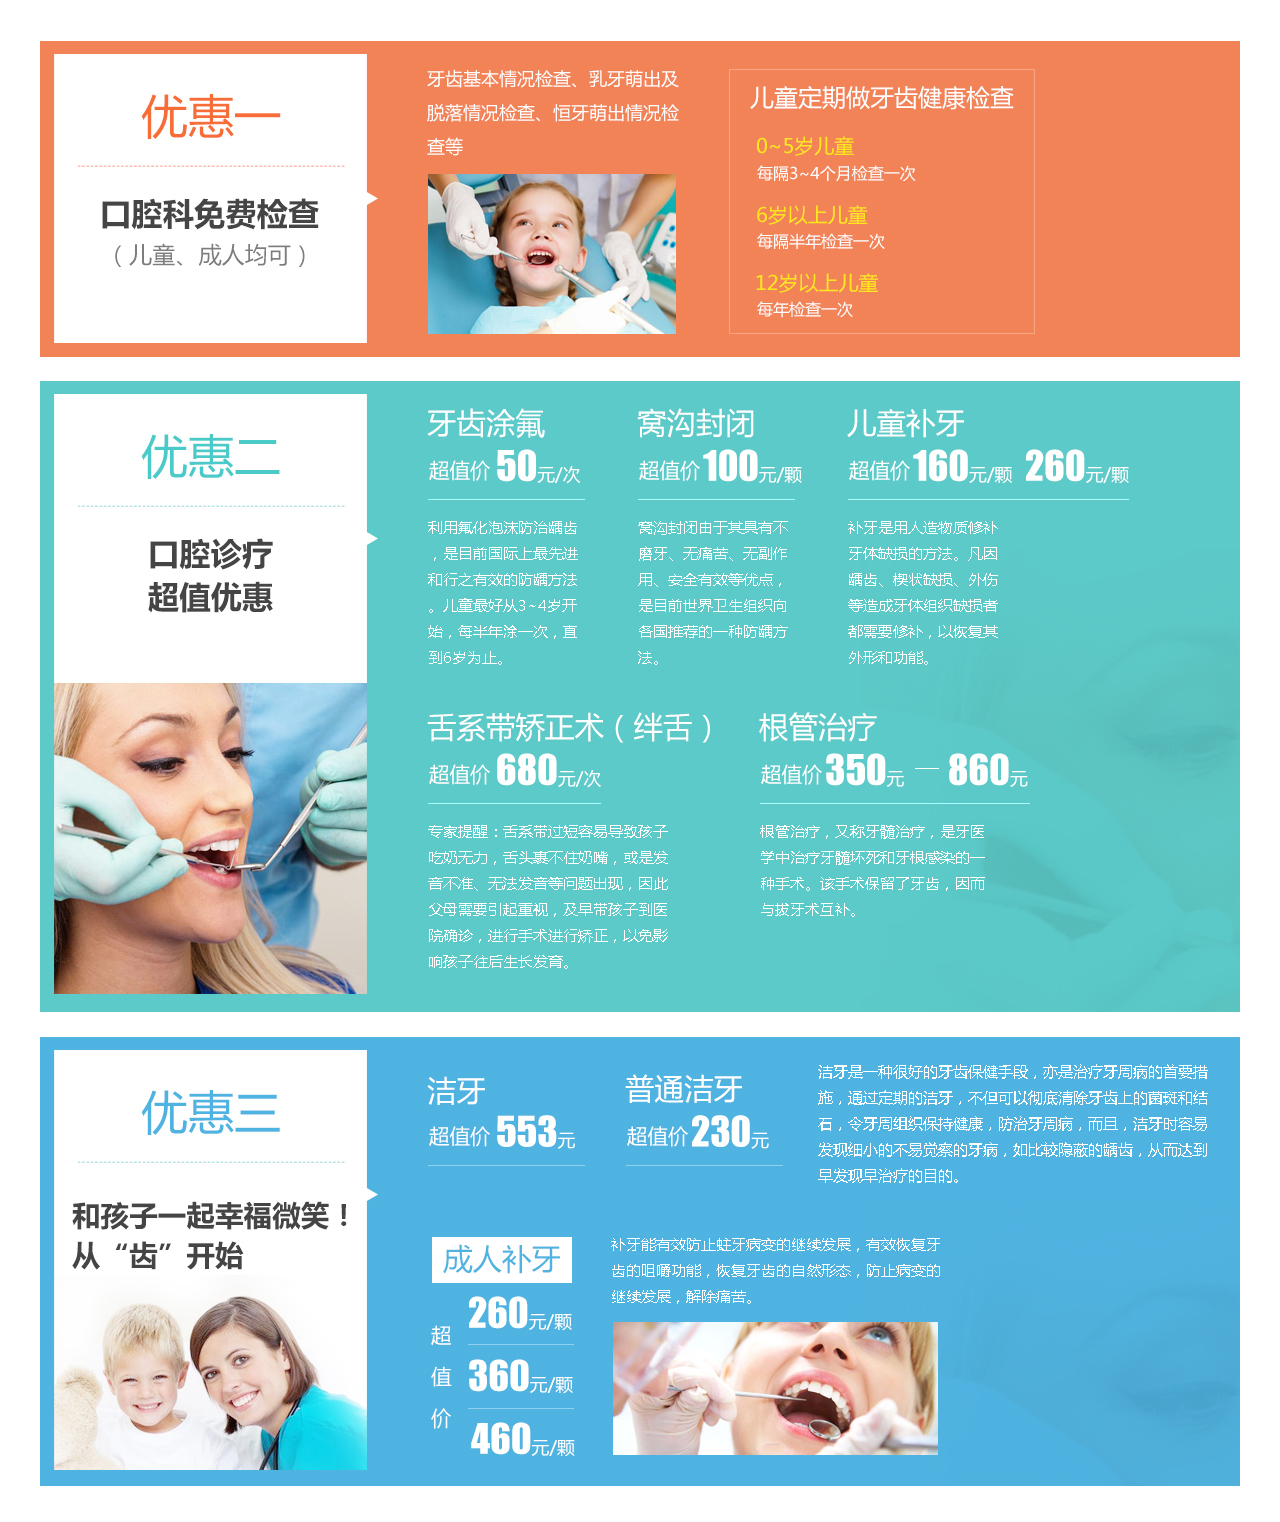 优惠一
口腔科免费检查
（儿童、成人均可）
牙齿基本情况检查、乳牙萌出及
脱落情况检查、恒牙萌出情况检
查等
儿童定期做牙齿健康检查
0~5岁儿童
每隔3~4个月检查一次
6岁以上儿童
每隔半年检查一次
12岁以上儿童
每年检查一次
优惠二
口腔诊疗
超值优惠
牙齿涂氟
超值价 50元/次
利用氟化泡沫防治龋齿
，是目前国际上最先进
和行之有效的防龋方法
。儿童最好从3~4岁开
始，每半年涂一次，直
到6岁为止。
窝沟封闭
超值价100元/颗
窝沟封闭由于其具有不
磨牙、无痛苦、无副作
用、安全有效等优点，
是目前世界卫生组织向
各国推荐的一种防龋方
法。
儿童补牙
超值价160元/颗 260元/颗
补牙是用人造物质修补
牙体缺损的方法。凡因
龋齿、楔状缺损、外伤
等造成牙体组织缺损者
都需要修补，以恢复其
外形和功能。
舌系带矫正术（绊舌）
超值价 680元/次
专家提醒：舌系带过短容易导致孩子
吃奶无力，舌头裹不住奶嘴，或是发
音不准、无法发音等问题出现，因此
父母需要引起重视，及早带孩子到医
院确诊，进行手术进行矫正，以免影
响孩子往后生长发育。
根管治疗
超值价350元 — 860元
根管治疗，又称牙髓治疗，是牙医
学中治疗牙髓坏死和牙根感染的一
种手术。该手术保留了牙齿，因而
与拔牙术互补。
优惠三
和孩子一起幸福微笑！
从“齿”开始
洁牙
超值价 553元
普通洁牙
超值价230元
洁牙是一种很好的牙齿保健手段，亦是治疗牙周病的首要措
施，通过定期的洁牙，不但可以彻底清除牙齿上的菌斑和结
石，令牙周组织保持健康，防治牙周病，而且，洁牙时容易
发现细小的不易觉察的牙病，如比较隐蔽的龋齿，从而达到
早发现早治疗的目的。
成人补牙
超值价
260元/颗
360元/颗
460元/颗
补牙能有效防止蛀牙病变的继续发展，有效恢复牙
齿的咀嚼功能，恢复牙齿的自然形态，防止病变的
继续发展，解除痛苦。